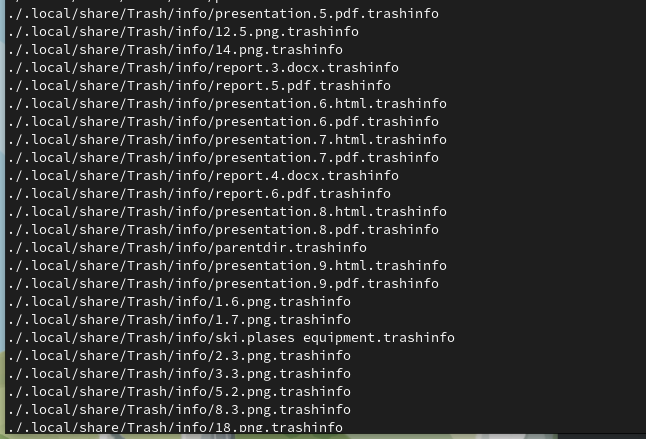 ./.local/share/Trash/info/presentation.5.pdf.trashinfo
./.local/share/Trash/info/12.5.png.trashinfo
./.local/share/Trash/info/14.png.trashinfo
./.local/share/Trash/info/report.3.docx.trashinfo
./.local/share/Trash/info/report.5.pdf.trashinfo
./.local/share/Trash/info/presentation.6.html.trashinfo
./.local/share/Trash/info/presentation.6.pdf.trashinfo
./.local/share/Trash/info/presentation.7.html.trashinfo
./.local/share/Trash/info/presentation.7.pdf.trashinfo
./.local/share/Trash/info/report.4.docx.trashinfo
./.local/share/Trash/info/report.6.pdf.trashinfo
./.local/share/Trash/info/presentation.8.html.trashinfo
./.local/share/Trash/info/presentation.8.pdf.trashinfo
./.local/share/Trash/info/parentdir.trashinfo
./.local/share/Trash/info/presentation.9.html.trashinfo
./.local/share/Trash/info/presentation.9.pdf.trashinfo
./.local/share/Trash/info/1.6.png.trashinfo
./.local/share/Trash/info/1.7.png.trashinfo
./.local/share/Trash/info/ski.plases equipment.trashinfo
./.local/share/Trash/info/2.3.png.trashinfo
./.local/share/Trash/info/3.3.png.trashinfo
./.local/share/Trash/info/5.2.png.trashinfo
./.local/share/Trash/info/8.3.png.trashinfo
./.local/share/Trash/info/18.png.trashinfo